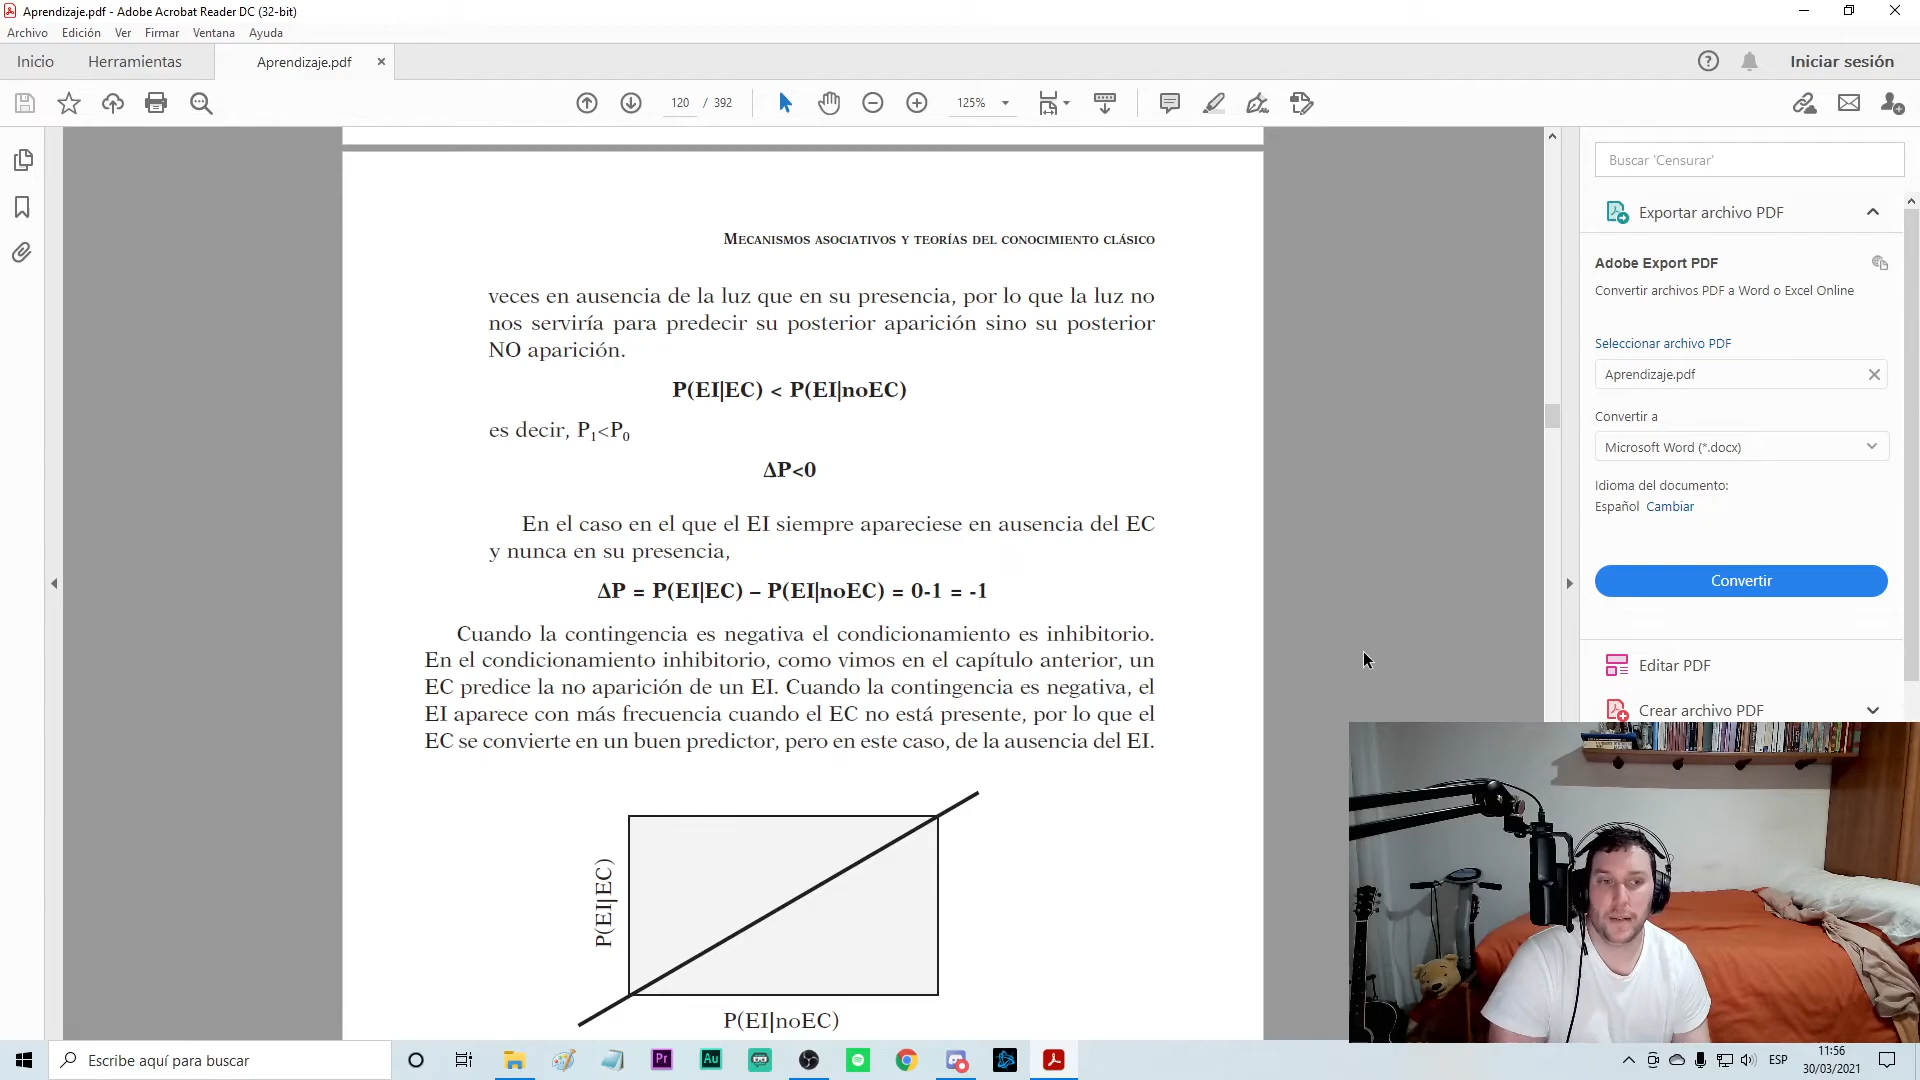 Aprendizaje.pdf - Adobe Acrobat Reader DC (32-bit)
Archivo Edición Ver Firmar Ventana Ayuda
Inicio Herramientas Aprendizaje.pdf Iniciar sesión
120 / 392 125%
Buscar 'Censurar'
Exportar archivo PDF
Adobe Export PDF
Convertir archivos PDF a Word o Excel Online
Seleccionar archivo PDF
Aprendizaje.pdf
Convertir a
Microsoft Word (*.docx)
Idioma del documento:
Español Cambiar
Convertir
Editar PDF
Crear archivo PDF
Mecanismos asociativos y teorías del conocimiento clásico
veces en ausencia de la luz que en su presencia, por lo que la luz no
nos serviría para predecir su posterior aparición sino su posterior
NO aparición.
P(EI|EC) < P(EI|noEC)
es decir, P₁<P₀
ΔP<0
En el caso en el que el EI siempre apareciese en ausencia del EC
y nunca en su presencia,
ΔP = P(EI|EC) – P(EI|noEC) = 0-1 = -1
Cuando la contingencia es negativa el condicionamiento es inhibitorio.
En el condicionamiento inhibitorio, como vimos en el capítulo anterior, un
EC predice la no aparición de un EI. Cuando la contingencia es negativa, el
EI aparece con más frecuencia cuando el EC no está presente, por lo que el
EC se convierte en un buen predictor, pero en este caso, de la ausencia del EI.
P(EI|EC)
P(EI|noEC)
Escribe aquí para buscar
Pr Au
ESP
11:56
30/03/2021